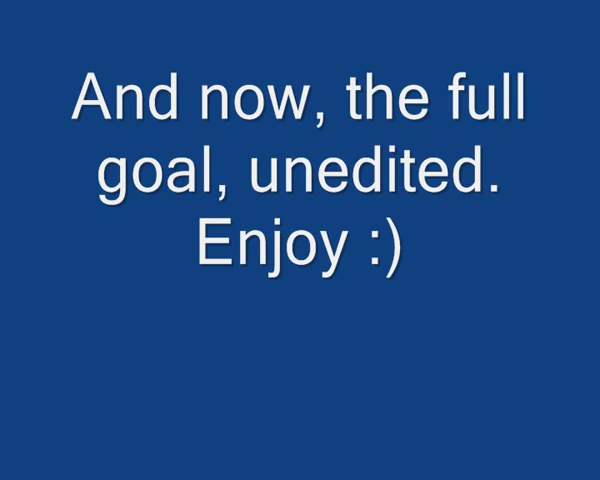 And now, the full
goal, unedited.
Enjoy :)